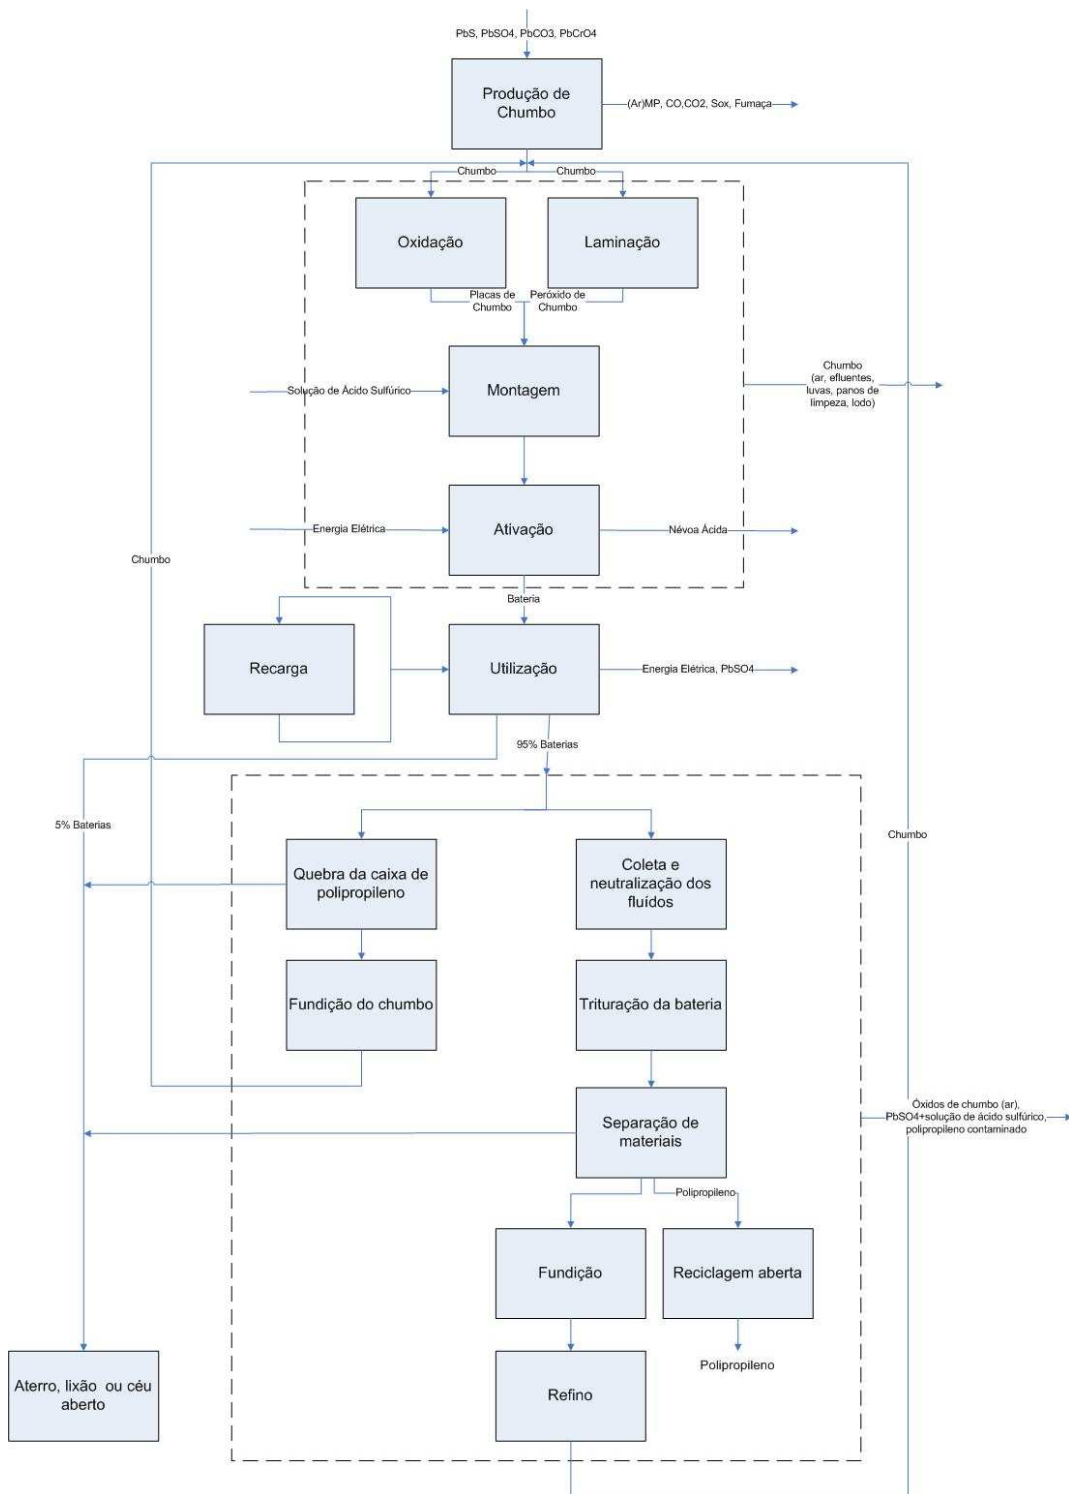 PbS, PbSO4, PbCO3, PbCrO4
Produção de
Chumbo
(Ar)MP, CO,CO2, Sox, Fumaça
Chumbo
Chumbo
Oxidação
Laminação
Placas de
Chumbo
Peróxido de
Chumbo
Solução de Ácido Sulfúrico
Montagem
Chumbo
(ar, efluentes,
luvas, panos de
limpeza, lodo)
Energia Elétrica
Ativação
Névoa Ácida
Chumbo
Bateria
Recarga
Utilização
Energia Elétrica, PbSO4
95% Baterias
5% Baterias
Chumbo
Quebra da caixa de
polipropileno
Coleta e
neutralização dos
fluídos
Fundição do chumbo
Trituração da bateria
Separação de
materiais
Óxidos de chumbo (ar),
PbSO4+solução de ácido sulfúrico,
polipropileno contaminado
Polipropileno
Fundição
Reciclagem aberta
Polipropileno
Aterro, lixão ou céu
aberto
Refino